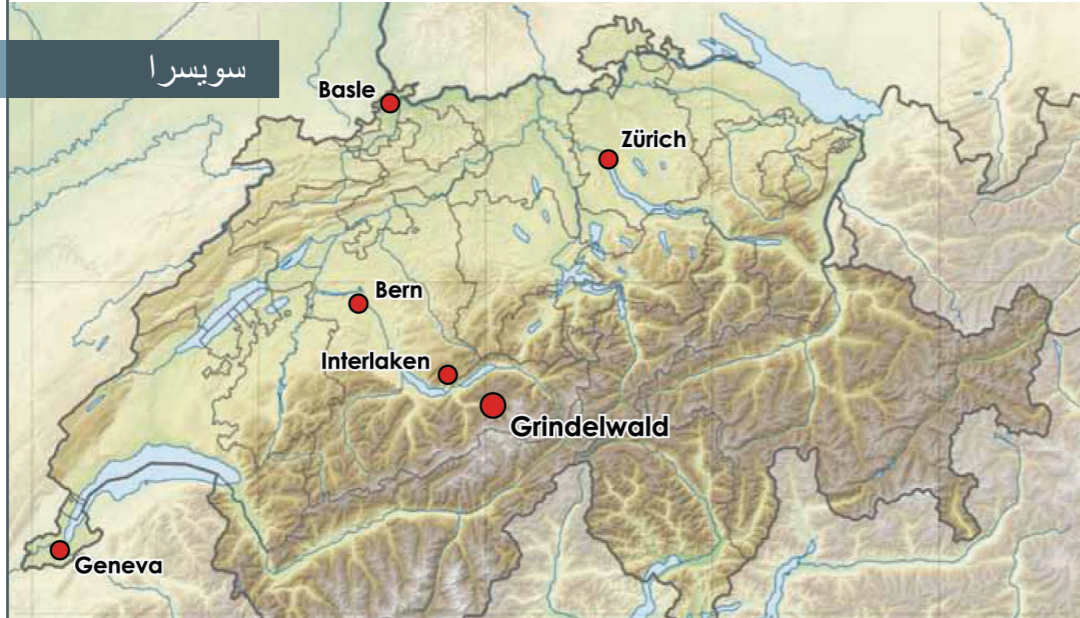 سويسرا
Basle
Zürich
Bern
Interlaken
Grindelwald
Geneva